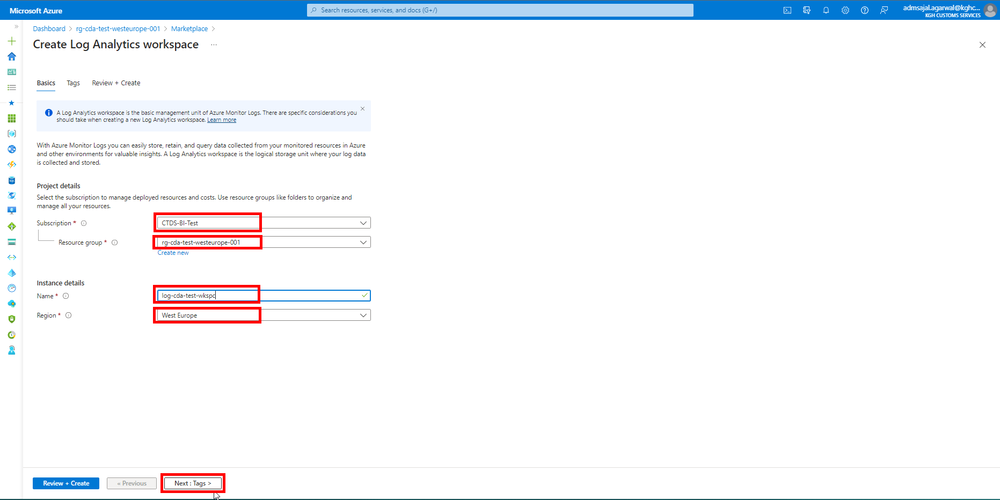 Microsoft Azure
Search resources, services, and docs (G+/)
admsajal.agarwal@kghc...
KGH CUSTOMS SERVICES
Dashboard > rg-cda-test-westeurope-001 > Marketplace >
Create Log Analytics workspace ...
Basics Tags Review + Create
A Log Analytics workspace is the basic management unit of Azure Monitor Logs. There are specific considerations you
should take when creating a new Log Analytics workspace. Learn more
With Azure Monitor Logs you can easily store, retain, and query data collected from your monitored resources in Azure
and other environments for valuable insights. A Log Analytics workspace is the logical storage unit where your log data
is collected and stored.
Project details
Select the subscription to manage deployed resources and costs. Use resource groups like folders to organize and
manage all your resources.
Subscription * CTDS-BI-Test
Resource group * rg-cda-test-westeurope-001
Create new
Instance details
Name * log-cda-test-wkspc
Region * West Europe
Review + Create « Previous Next : Tags >